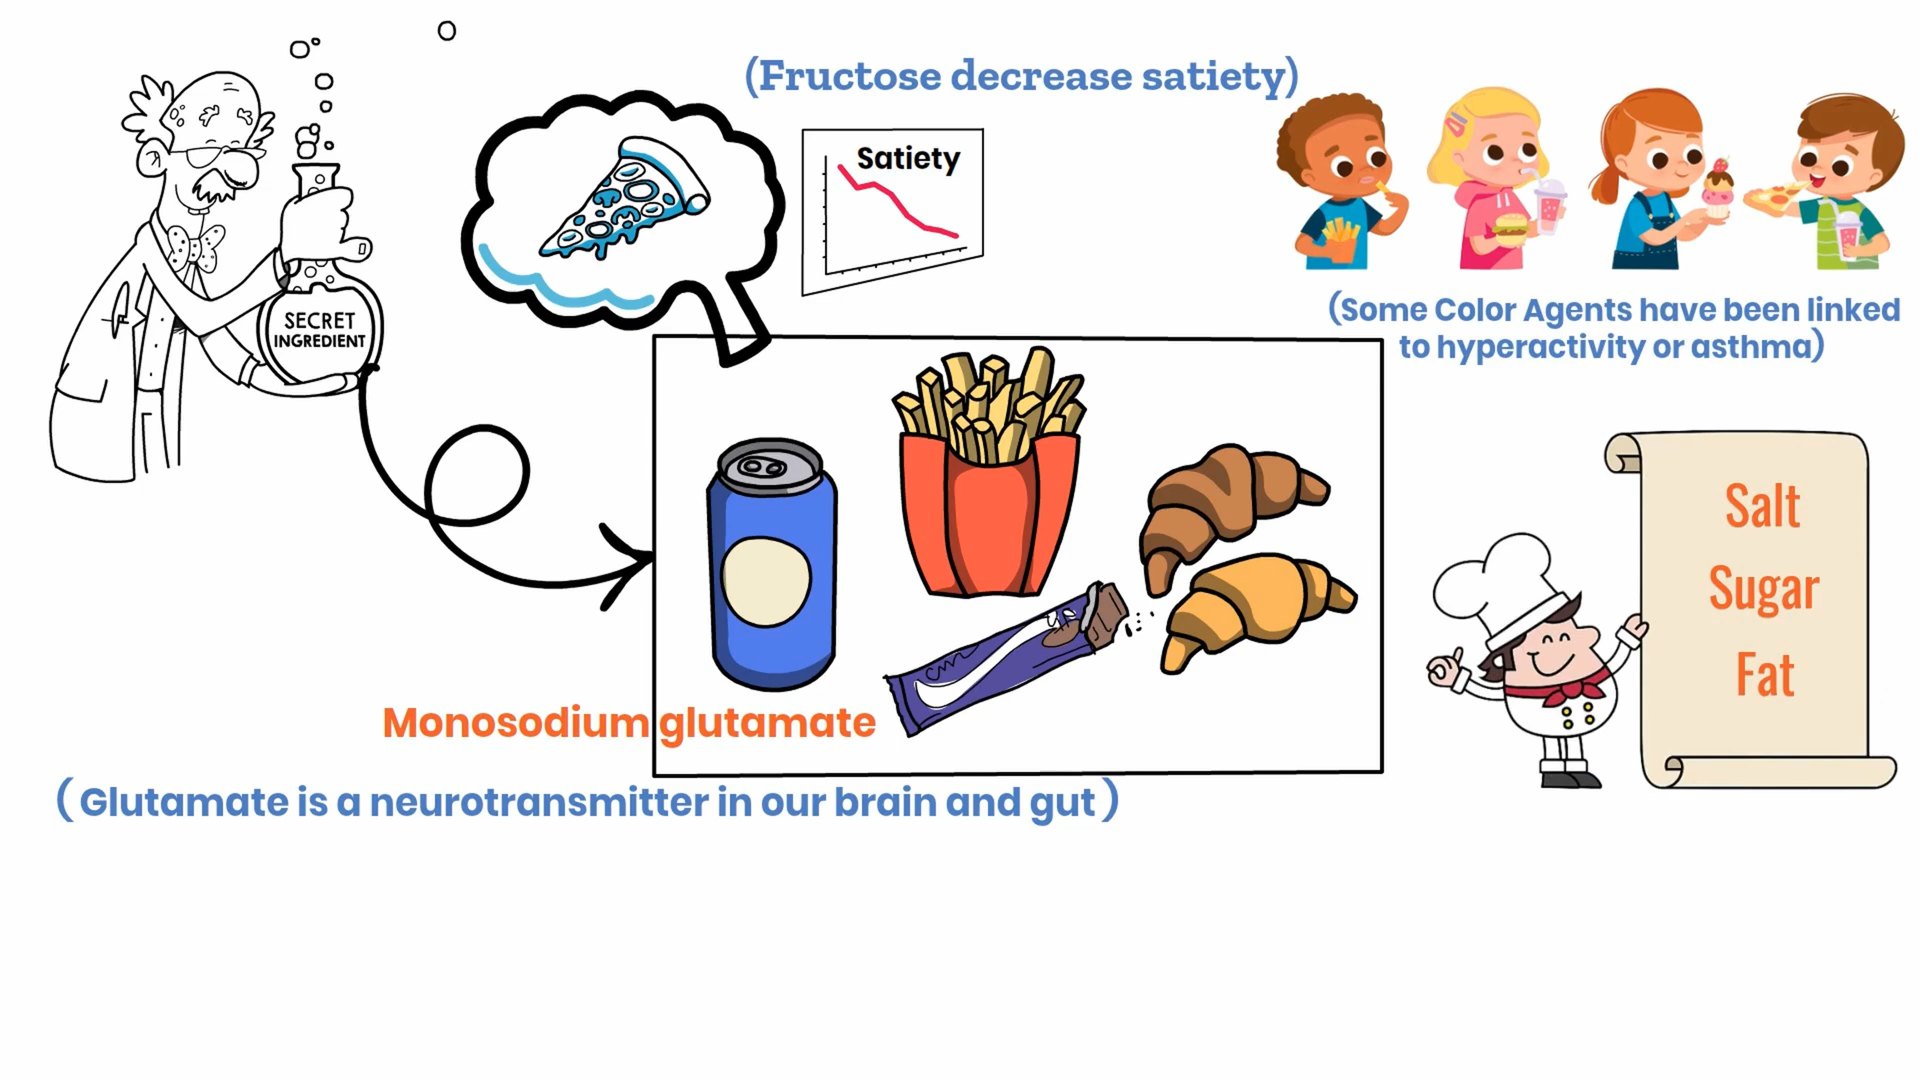 (Fructose decrease satiety)
Satiety
SECRET
INGREDIENT
(Some Color Agents have been linked
to hyperactivity or asthma)
Salt
Sugar
Fat
Monosodium glutamate
( Glutamate is a neurotransmitter in our brain and gut )